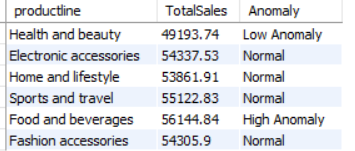 productline TotalSales Anomaly
Health and beauty 49193.74 Low Anomaly
Electronic accessories 54337.53 Normal
Home and lifestyle 53861.91 Normal
Sports and travel 55122.83 Normal
Food and beverages 56144.84 High Anomaly
Fashion accessories 54305.9 Normal